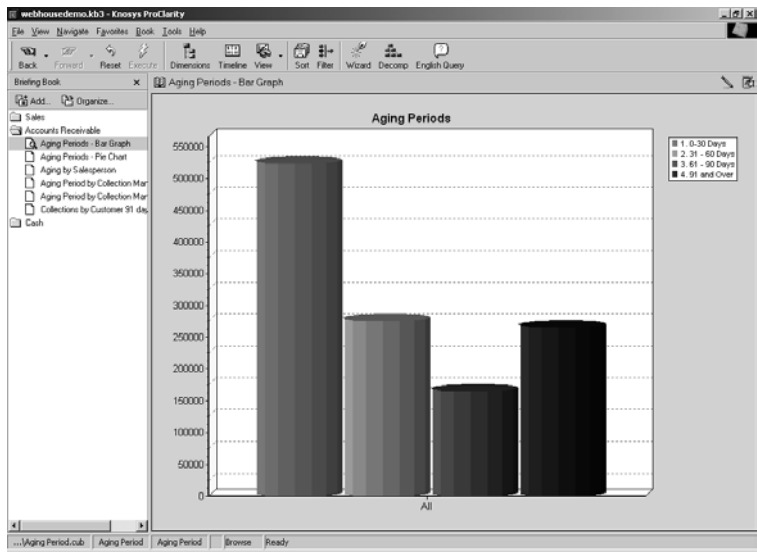 webhousedemo.kb3 - Knosys ProClarity
File View Navigate Favorites Book Tools Help
Back Forward Reset Execute Dimensions Timeline View Sort Filter Wizard Decomp English Query
Briefing Book
Aging Periods - Bar Graph
Add... Organize...
Sales
Accounts Receivable
Aging Periods - Bar Graph
Aging Periods - Pie Chart
Aging by Salesperson
Aging Period by Collection Mar
Aging Period by Collection Mar
Collections by Customer 91 day
Cash
Aging Periods
550000
500000
450000
400000
350000
300000
250000
200000
150000
100000
50000
0
All
1. 0-30 Days
2. 31 - 60 Days
3. 61 - 90 Days
4. 91 and Over
...\Aging Period.cub Aging Period Aging Period Browse Ready